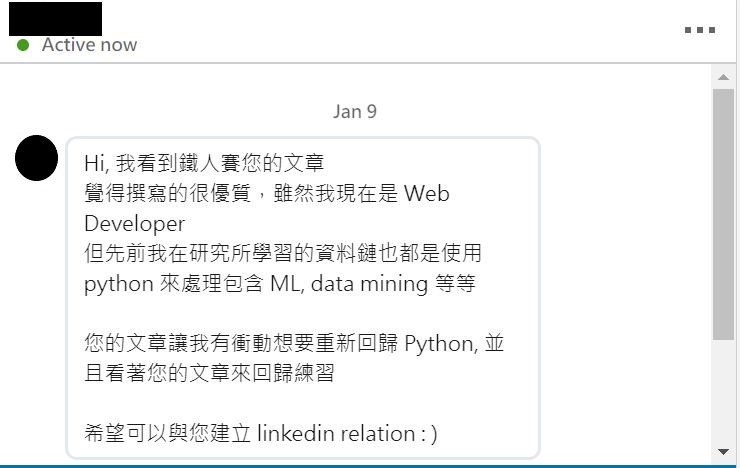 Active now
Jan 9
Hi, 我看到鐵人賽您的文章
覺得撰寫的很優質，雖然我現在是 Web
Developer
但先前我在研究所學習的資料鏈也都是使用
python 來處理包含 ML, data mining 等等
您的文章讓我有衝動想要重新回歸 Python, 並
且看著您的文章來回歸練習
希望可以與您建立 linkedin relation : )